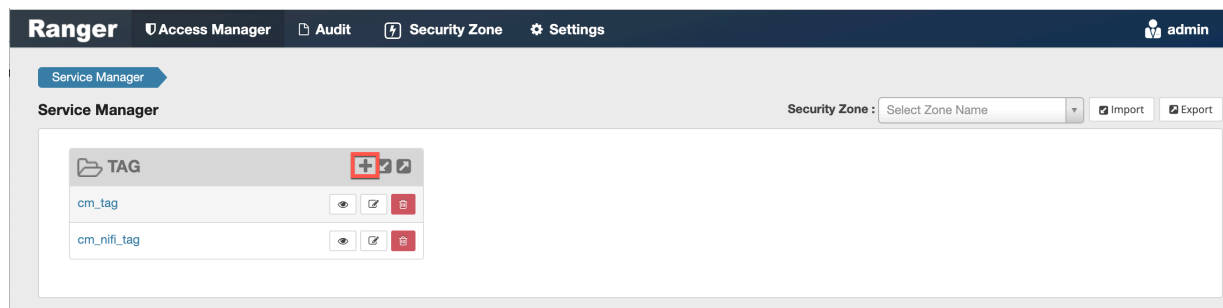 Ranger Access Manager Audit Security Zone Settings admin
Service Manager
Service Manager Security Zone : Select Zone Name Import Export
TAG
cm_tag
cm_nifi_tag